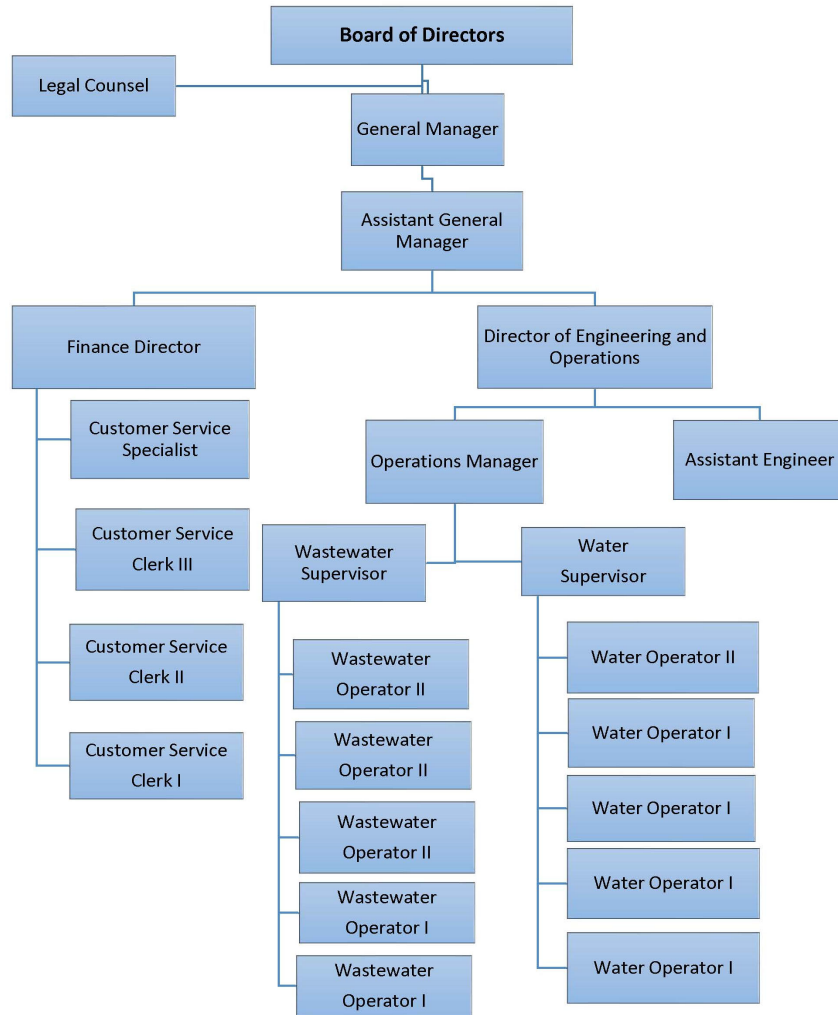 Board of Directors
Legal Counsel
General Manager
Assistant General
Manager
Finance Director
Director of Engineering and
Operations
Customer Service
Specialist
Operations Manager
Assistant Engineer
Customer Service
Clerk III
Wastewater
Supervisor
Water
Supervisor
Customer Service
Clerk II
Customer Service
Clerk I
Wastewater
Operator II
Wastewater
Operator II
Wastewater
Operator II
Wastewater
Operator I
Wastewater
Operator I
Water Operator II
Water Operator I
Water Operator I
Water Operator I
Water Operator I